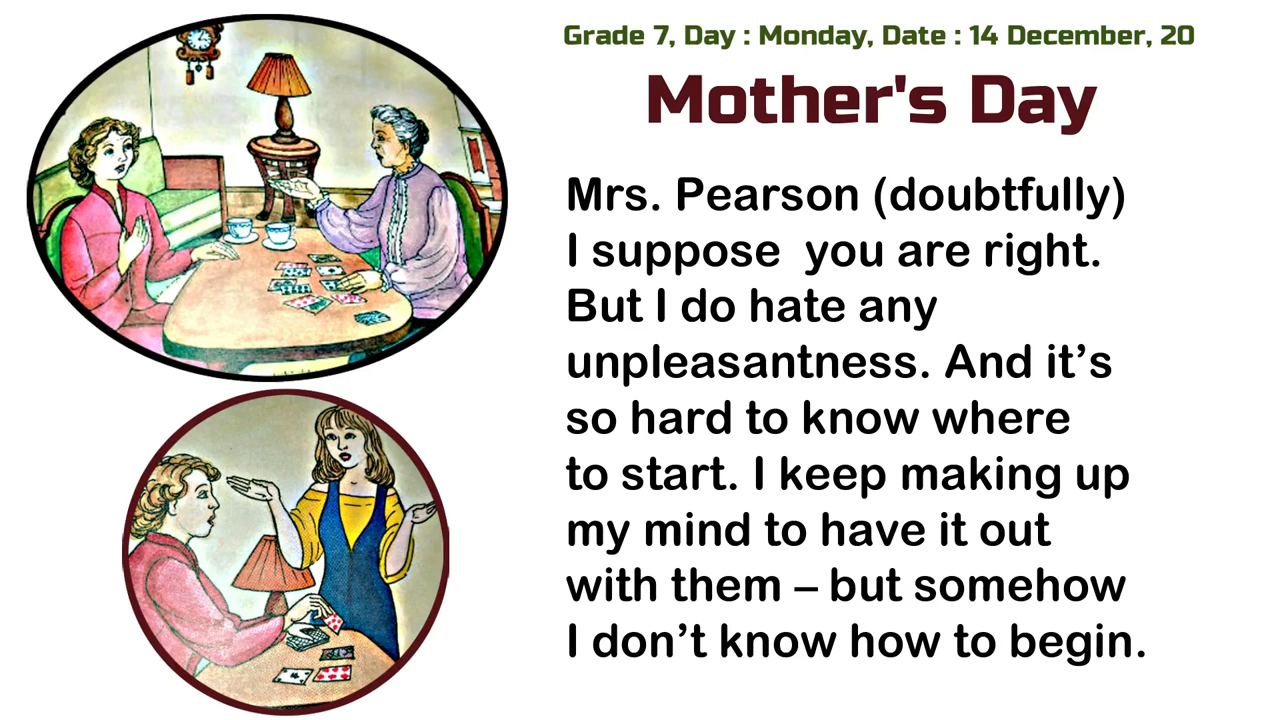 Grade 7, Day : Monday, Date : 14 December, 20
Mother's Day
Mrs. Pearson (doubtfully)
I suppose  you are right.
But I do hate any
unpleasantness. And it’s
so hard to know where
to start. I keep making up
my mind to have it out
with them – but somehow
I don’t know how to begin.